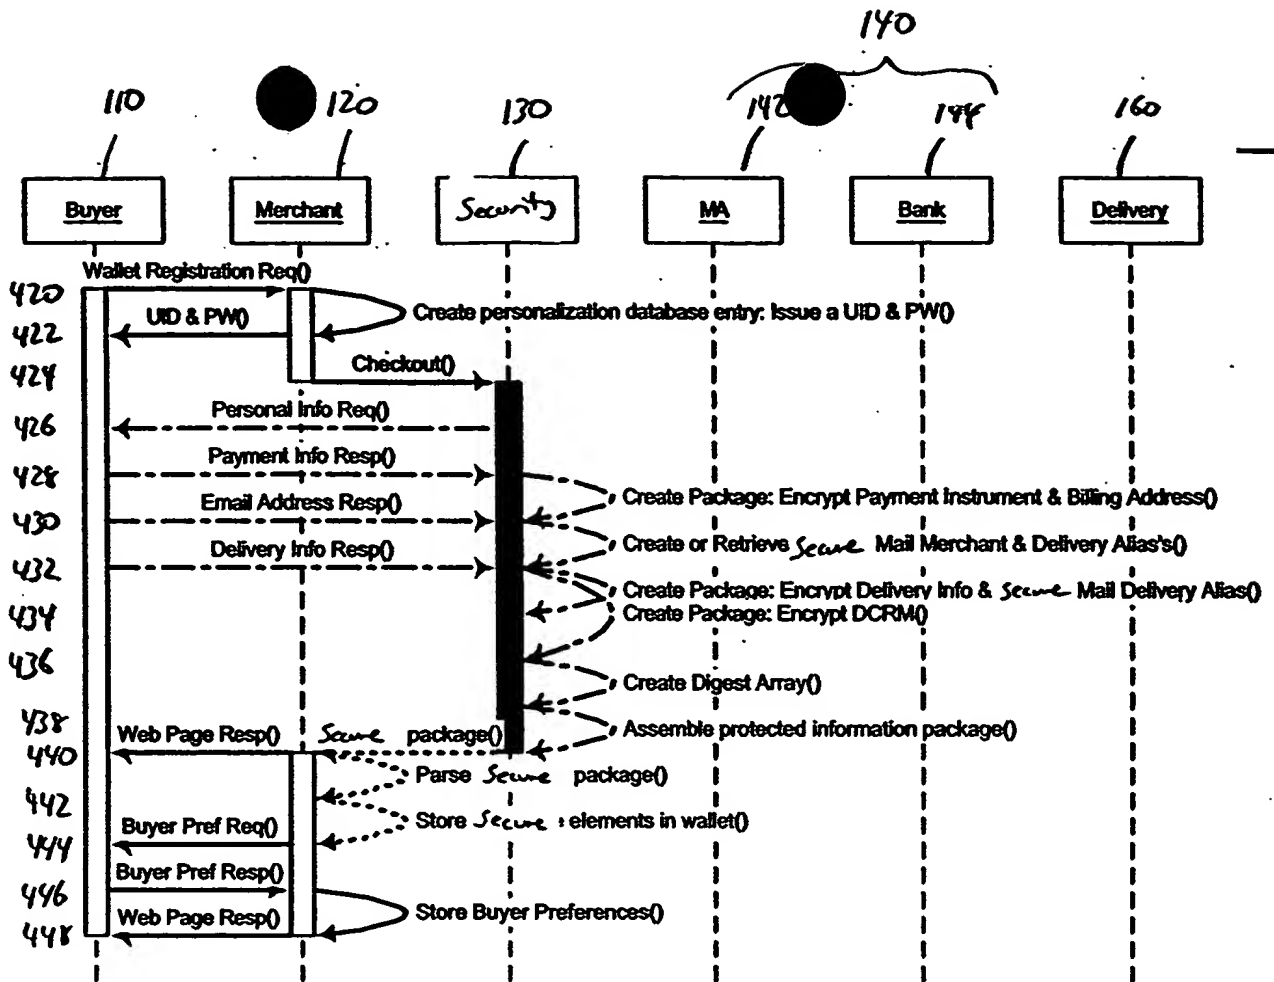 140
110 120 130 142 144 160
Buyer Merchant Security MA Bank Delivery
Wallet Registration Req()
420
Create personalization database entry: Issue a UID & PW()
UID & PW()
422
Checkout()
424
Personal Info Req()
426
Payment Info Resp()
428
Create Package: Encrypt Payment Instrument & Billing Address()
Email Address Resp()
430
Create or Retrieve Secure Mail Merchant & Delivery Alias's()
Delivery Info Resp()
432
Create Package: Encrypt Delivery Info & Secure Mail Delivery Alias()
434
Create Package: Encrypt DCRM()
436
Create Digest Array()
438
Web Page Resp() Secure package() Assemble protected information package()
440
Parse Secure package()
442
Store Secure elements in wallet()
Buyer Pref Req()
444
Buyer Pref Resp()
446
Store Buyer Preferences()
Web Page Resp()
448